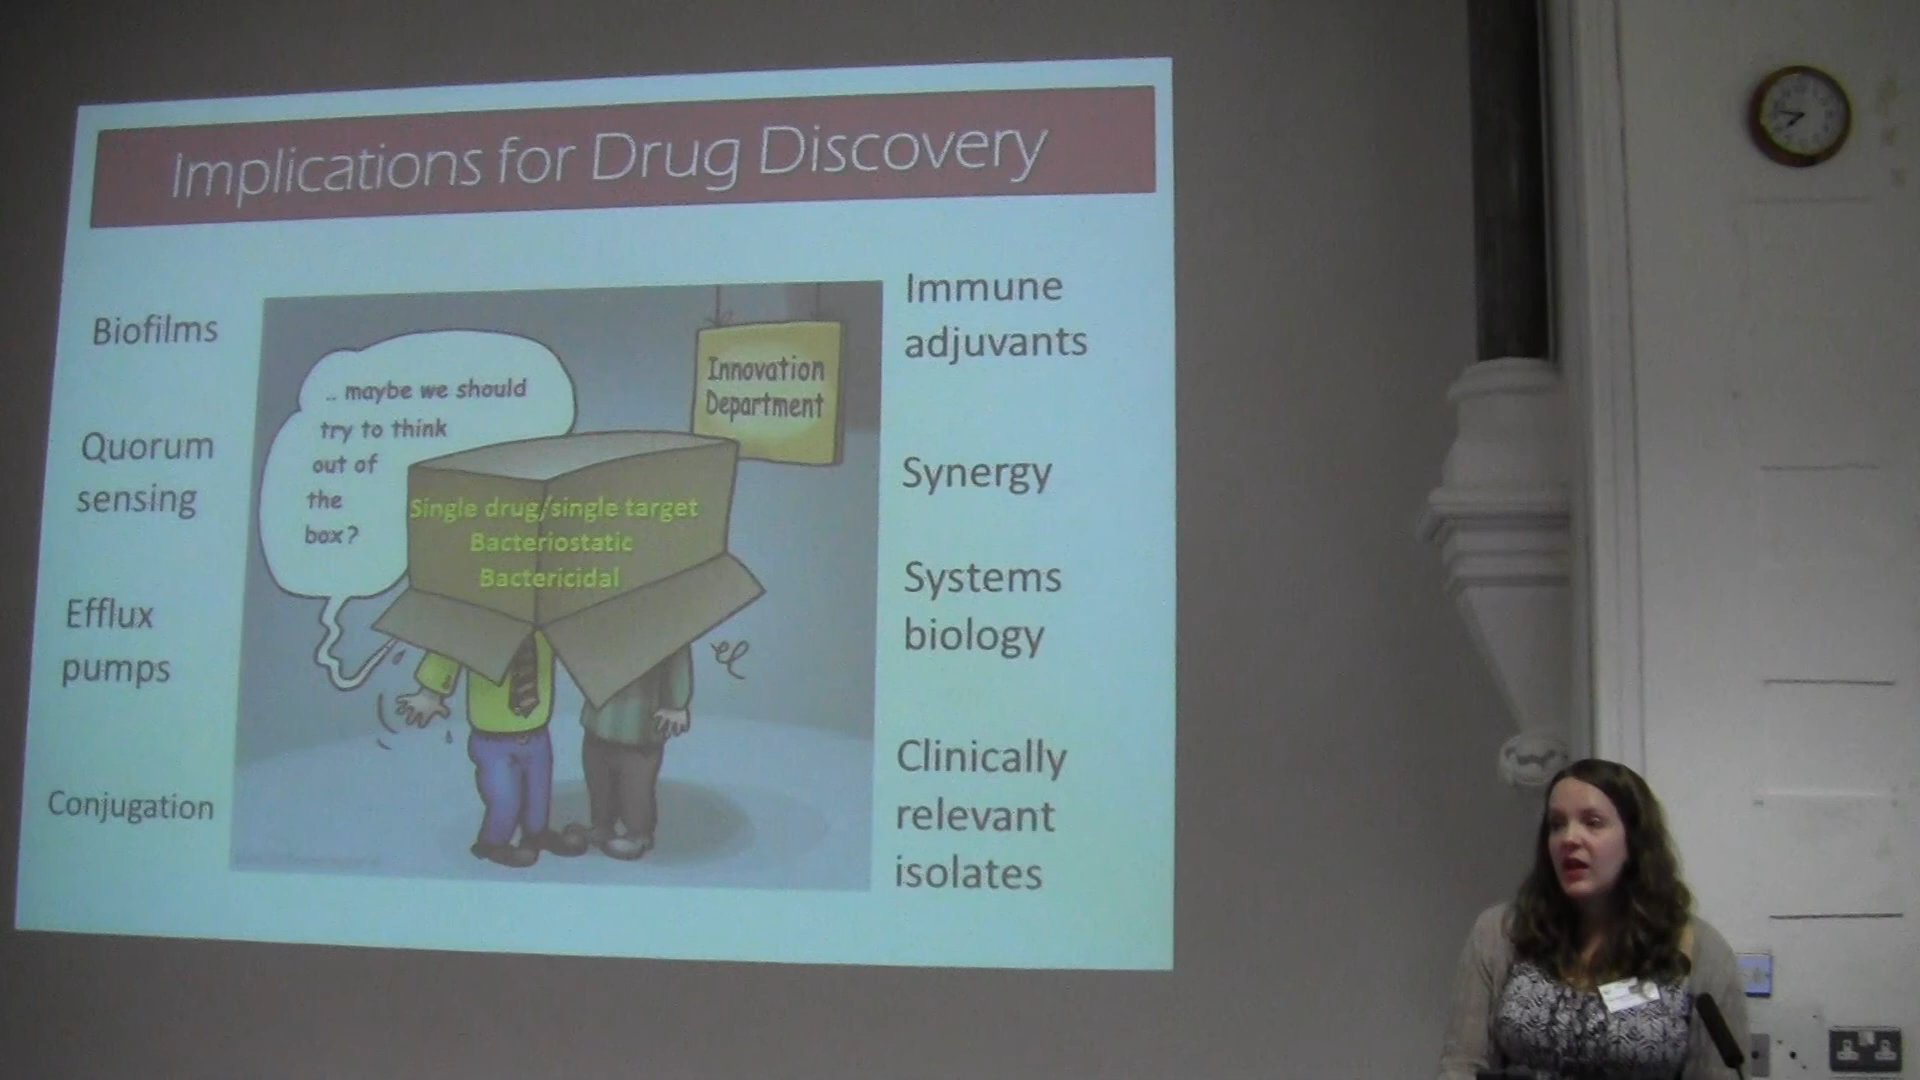 Implications for Drug Discovery
Biofilms
Quorum
sensing
Efflux
pumps
Conjugation
.. maybe we should
try to think
out of
the
box?
Innovation
Department
Single drug/single target
Bacteriostatic
Bactericidal
Immune
adjuvants
Synergy
Systems
biology
Clinically
relevant
isolates